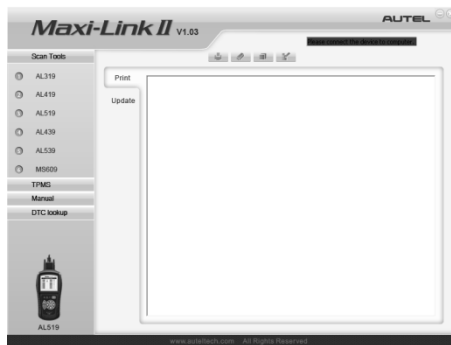 Maxi-Link II V1.03
AUTEL
Please connect the device to computer.
Scan Tools
AL319
AL419
AL519
AL439
AL539
MS609
TPMS
Manual
DTC lookup
Print
Update
AL519
www.auteltech.com All Rights Reserved